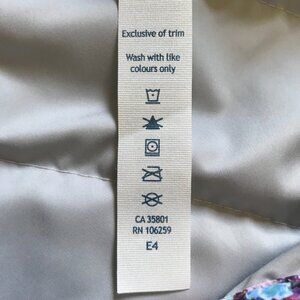 Exclusive of trim
Wash with like
colours only
CA 35801
RN 106259
E4